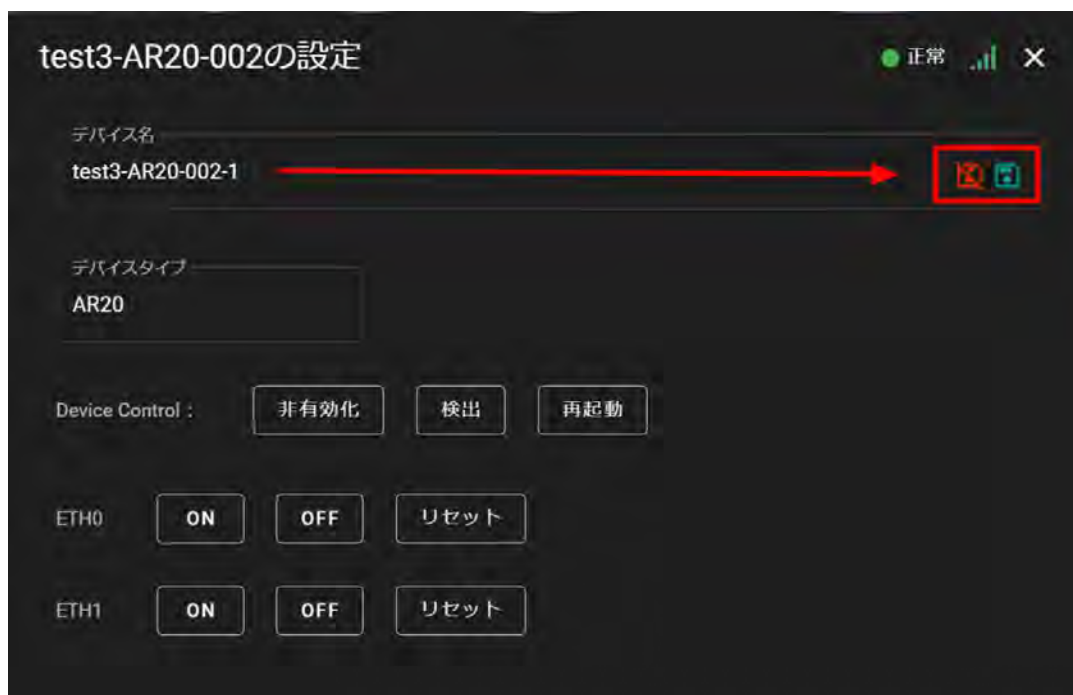 test3-AR20-002の設定 正常
デバイス名
test3-AR20-002-1
デバイスタイプ
AR20
Device Control : 非有効化 検出 再起動
ETH0 ON OFF リセット
ETH1 ON OFF リセット